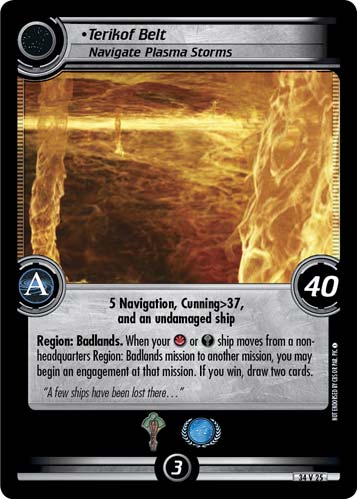 •Terikof Belt
Navigate Plasma Storms
A
40
5 Navigation, Cunning>37,
and an undamaged ship
Region: Badlands. When your or ship moves from a non-
headquarters Region: Badlands mission to another mission, you may
begin an engagement at that mission. If you win, draw two cards.
"A few ships have been lost there…"
NOT ENDORSED BY CBS OR PAR. PIC.
3
34 V 25